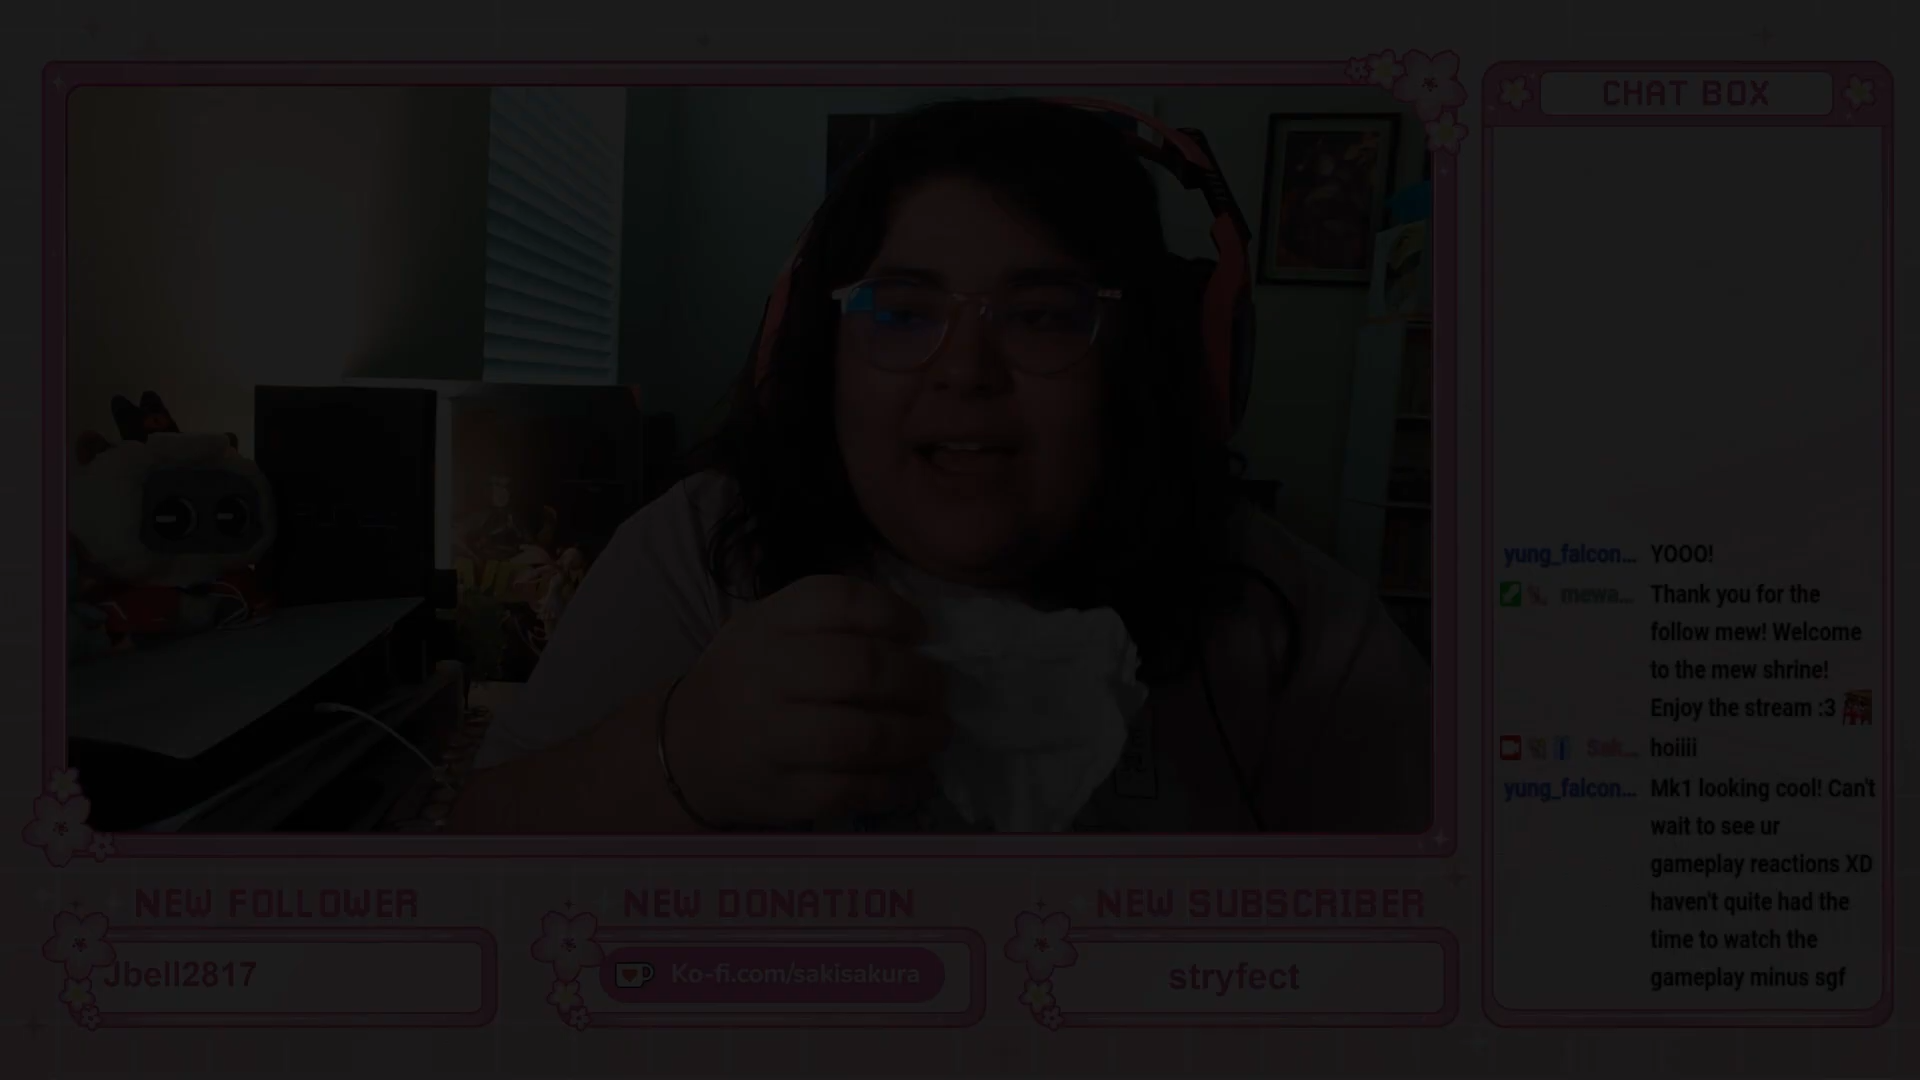 CHAT BOX
yung_falcon... YOOO!
mewa... Thank you for the
follow mew! Welcome
to the mew shrine!
Enjoy the stream :3
Sak... hoiiii
yung_falcon... Mk1 looking cool! Can't
wait to see ur
gameplay reactions XD
haven't quite had the
time to watch the
gameplay minus sgf
NEW FOLLOWER
Jbell2817
NEW DONATION
Ko-fi.com/sakisakura
NEW SUBSCRIBER
stryfect